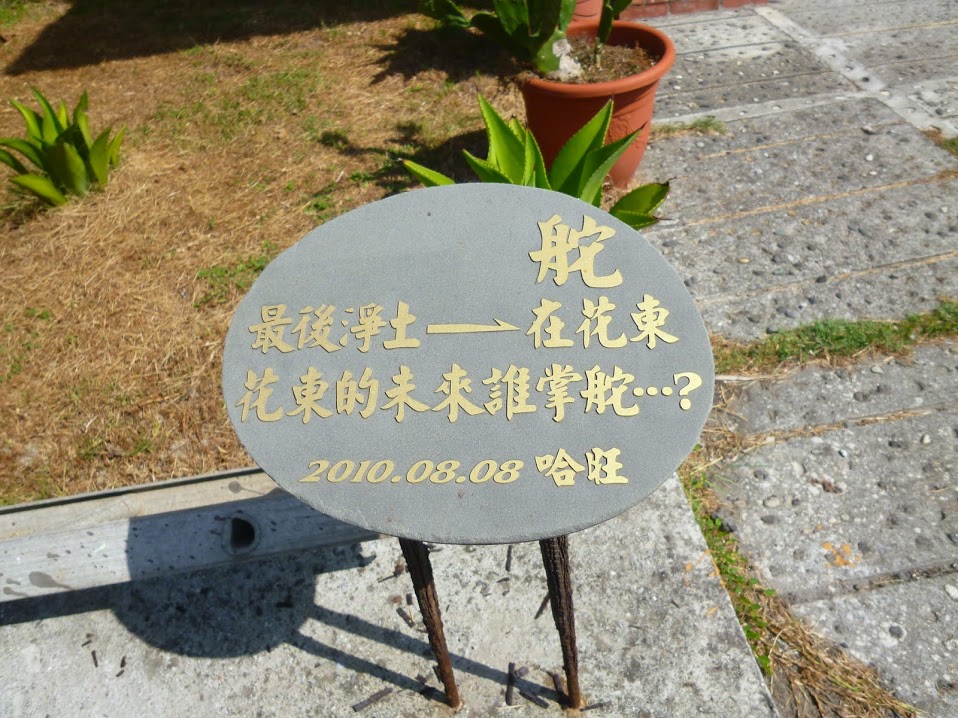 舵
最後淨土——在花東
花東的未來誰掌舵…?
2010.08.08 哈旺